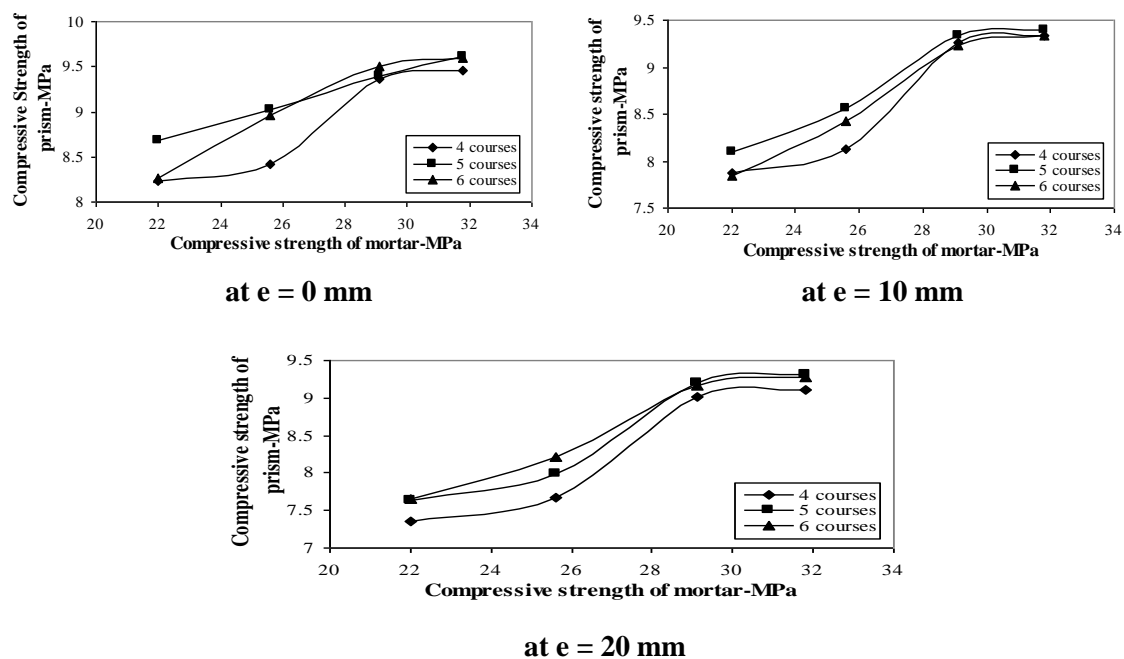 Compressive Strength of
prism-MPa
10
9.5
9
8.5
8
4 courses
5 courses
6 courses
20 22 24 26 28 30 32 34
Compressive strength of mortar-MPa
at e = 0 mm
Compressive strength of
prism-MPa
9.5
9
8.5
8
7.5
4 courses
5 courses
6 courses
20 22 24 26 28 30 32 34
Compressive strength of mortar-MPa
at e = 10 mm
Compressive strength of
prism-MPa
9.5
9
8.5
8
7.5
7
4 courses
5 courses
6 courses
20 22 24 26 28 30 32 34
Compressive strength of mortar-MPa
at e = 20 mm